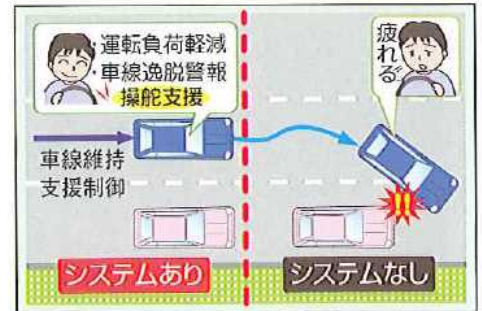 ・運転負荷軽減
・車線逸脱警報
操舵支援
車線維持
支援制御
システムあり
疲れる
!!
システムなし